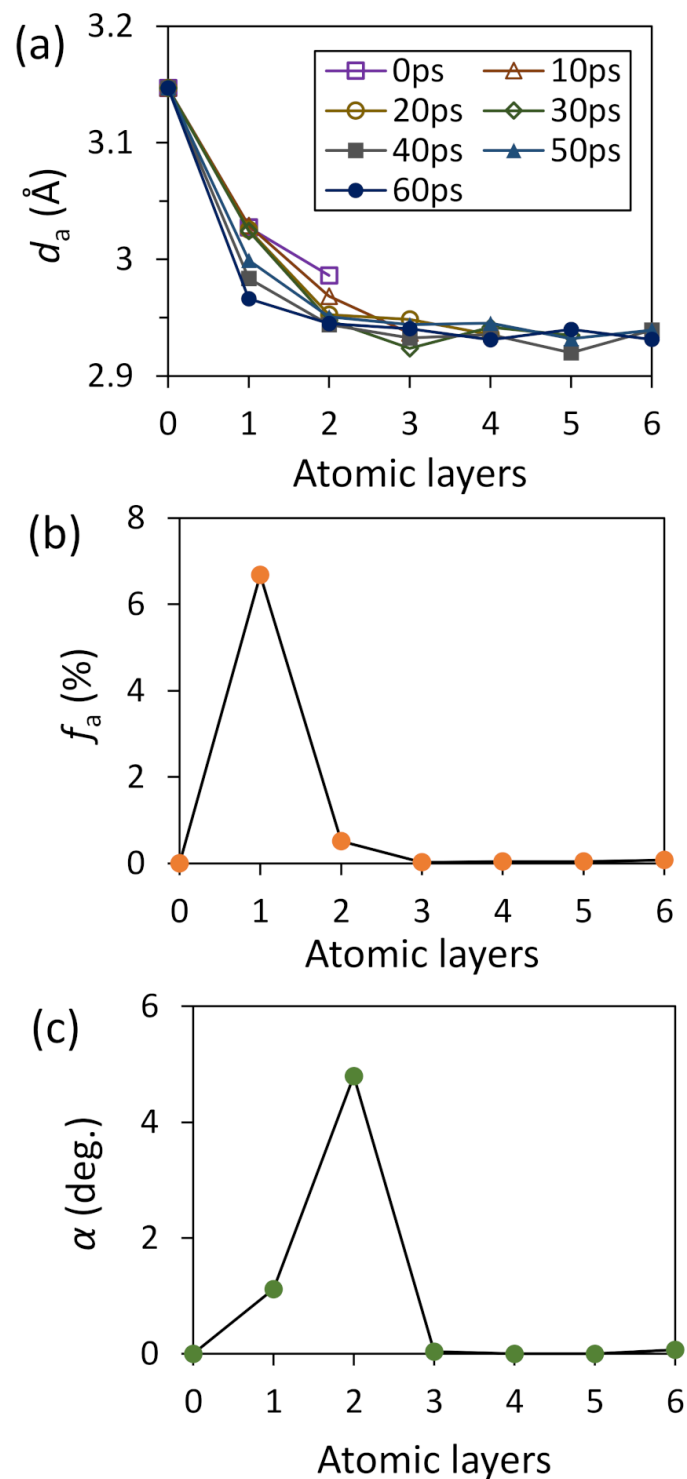 (a)
3.2
3.1
3
2.9
d a (Å)
0ps 10ps
20ps 30ps
40ps 50ps
60ps
0 1 2 3 4 5 6
Atomic layers
(b)
8
6
4
2
0
f a (%)
0 1 2 3 4 5 6
Atomic layers
(c)
6
4
2
0
α (deg.)
0 1 2 3 4 5 6
Atomic layers